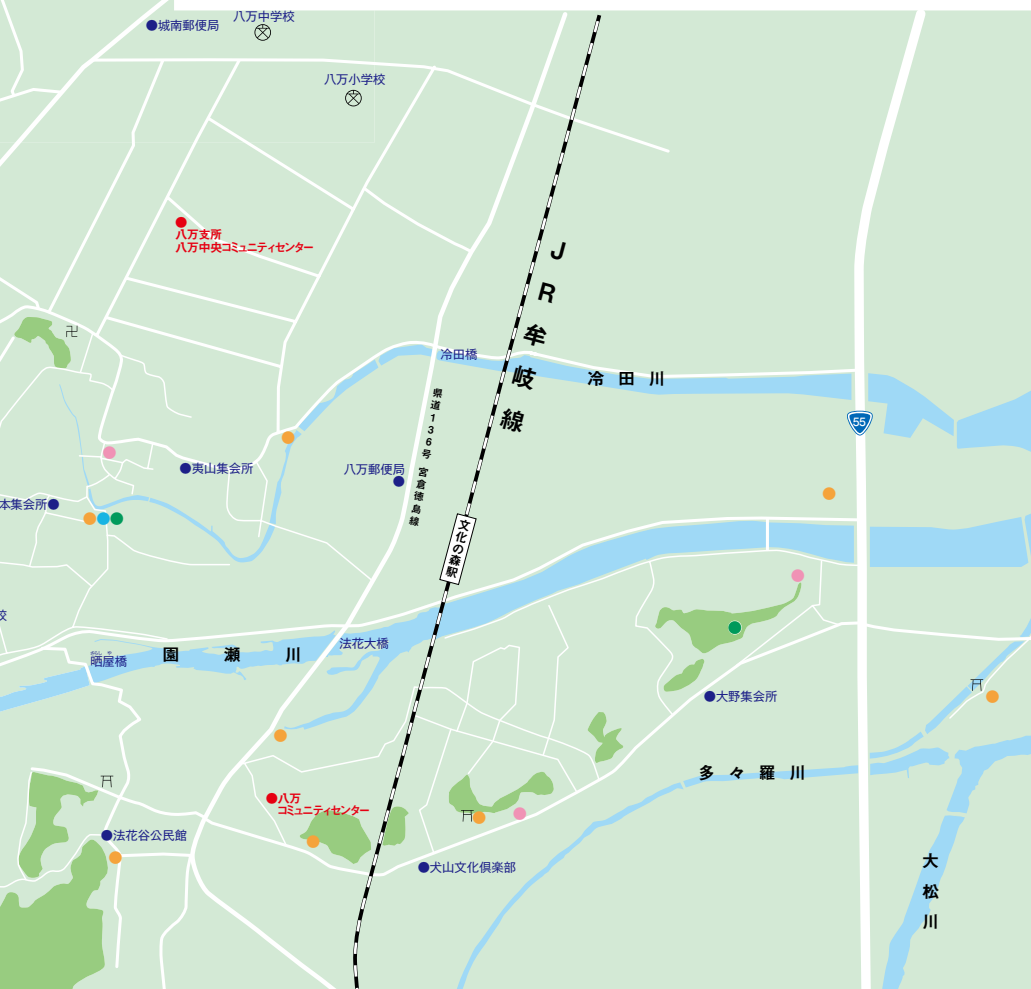 八万中学校
城南郵便局
八万小学校
八万支所
八万中央コミュニティセンター
JR牟岐線
冷田橋
冷田川
県道136号 宮倉徳島線
55
夷山集会所
八万郵便局
本集会所
文化の森駅
校
法花大橋
園瀬川
晒屋橋
大野集会所
多々羅川
八万
コミュニティセンター
法花谷公民館
犬山文化倶楽部
大松川